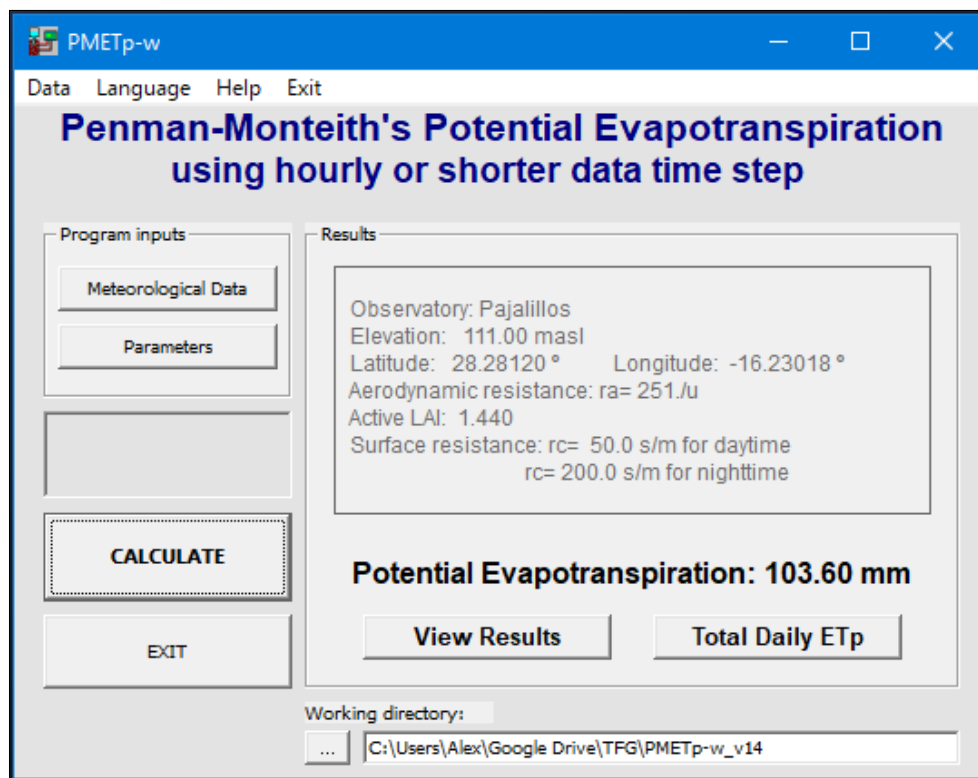 PMETp-w
Data Language Help Exit
Penman-Monteith's Potential Evapotranspiration
using hourly or shorter data time step
Program inputs
Meteorological Data
Parameters
CALCULATE
EXIT
Results
Observatory: Pajalillos
Elevation: 111.00 masl
Latitude: 28.28120 º Longitude: -16.23018 º
Aerodynamic resistance: ra= 251./u
Active LAI: 1.440
Surface resistance: rc= 50.0 s/m for daytime
rc= 200.0 s/m for nighttime
Potential Evapotranspiration: 103.60 mm
View Results Total Daily ETp
Working directory:
... C:\Users\Alex\Google Drive\TFG\PMETp-w_v14